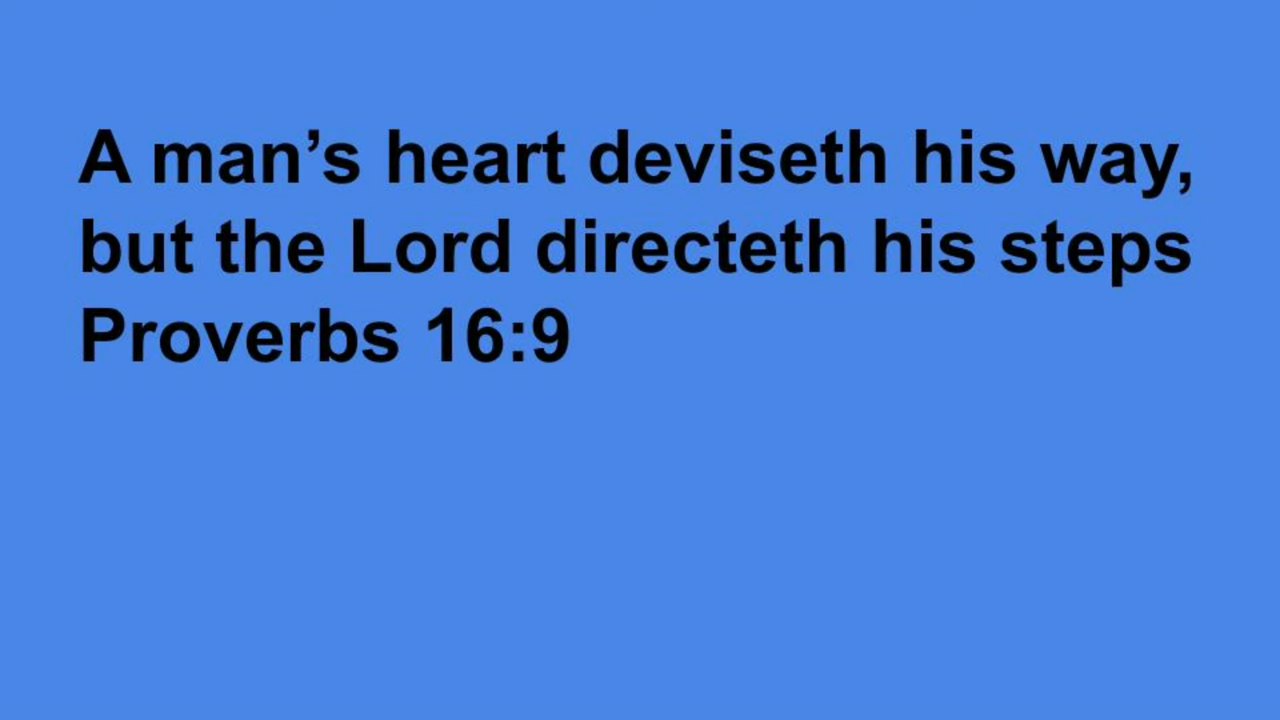 A man’s heart deviseth his way,
but the Lord directeth his steps
Proverbs 16:9